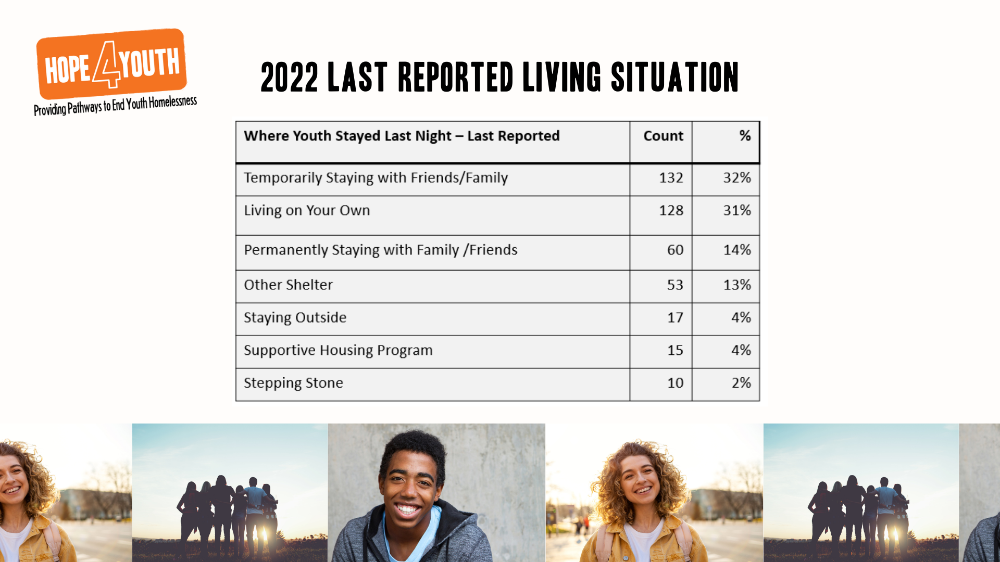 HOPE 4 YOUTH
Providing Pathways to End Youth Homelessness
2022 LAST REPORTED LIVING SITUATION
Where Youth Stayed Last Night – Last Reported Count %
Temporarily Staying with Friends/Family 132 32%
Living on Your Own 128 31%
Permanently Staying with Family /Friends 60 14%
Other Shelter 53 13%
Staying Outside 17 4%
Supportive Housing Program 15 4%
Stepping Stone 10 2%